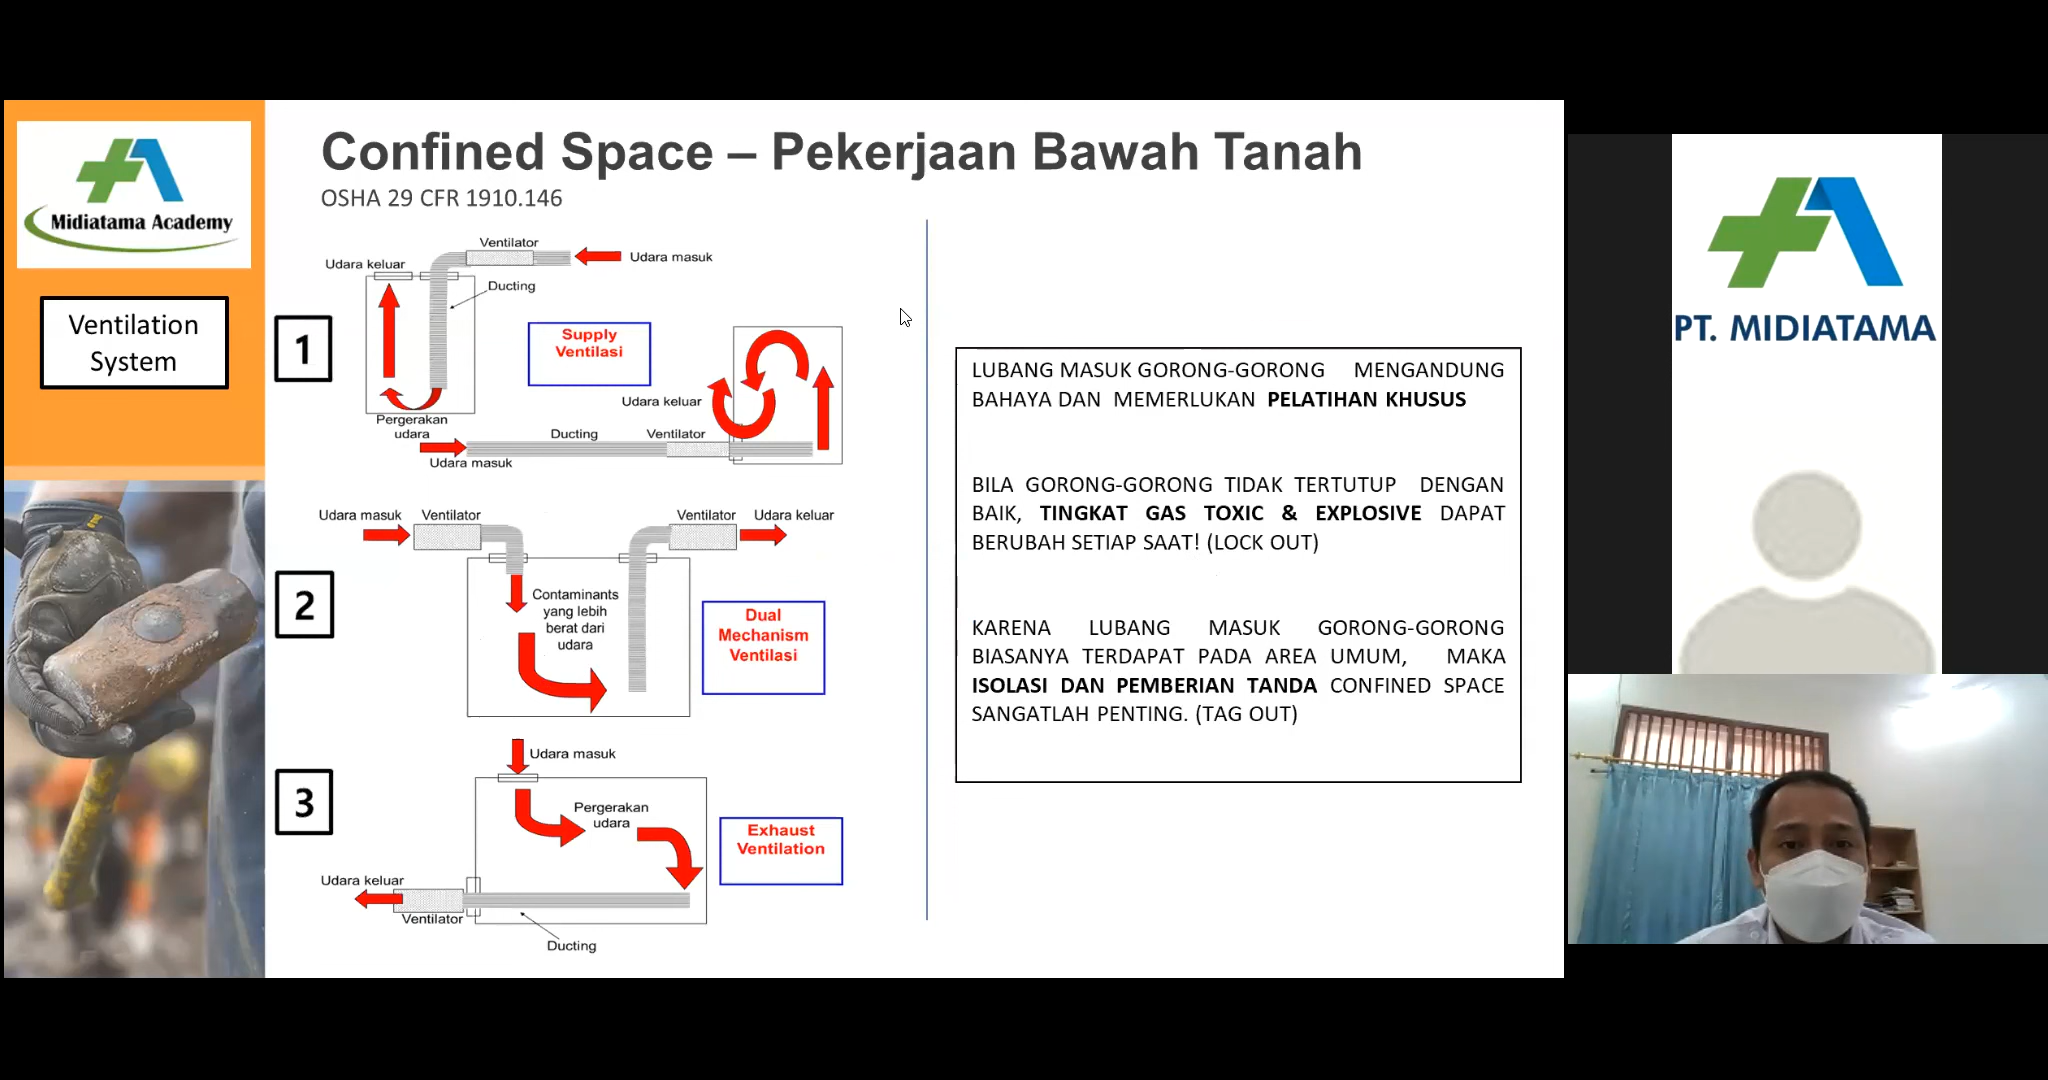 Midiatama Academy
Ventilation
System
Confined Space – Pekerjaan Bawah Tanah
OSHA 29 CFR 1910.146
1
Ventilator
Udara keluar
Udara masuk
Ducting
Supply
Ventilasi
Udara keluar
Pergerakan
udara
Ducting
Ventilator
Udara masuk
2
Udara masuk
Ventilator
Ventilator
Udara keluar
Contaminants
yang lebih
berat dari
udara
Dual
Mechanism
Ventilasi
3
Udara masuk
Pergerakan
udara
Exhaust
Ventilation
Udara keluar
Ventilator
Ducting
LUBANG MASUK GORONG-GORONG MENGANDUNG
BAHAYA DAN MEMERLUKAN PELATIHAN KHUSUS
BILA GORONG-GORONG TIDAK TERTUTUP DENGAN
BAIK, TINGKAT GAS TOXIC & EXPLOSIVE DAPAT
BERUBAH SETIAP SAAT! (LOCK OUT)
KARENA LUBANG MASUK GORONG-GORONG
BIASANYA TERDAPAT PADA AREA UMUM, MAKA
ISOLASI DAN PEMBERIAN TANDA CONFINED SPACE
SANGATLAH PENTING. (TAG OUT)
PT. MIDIATAMA